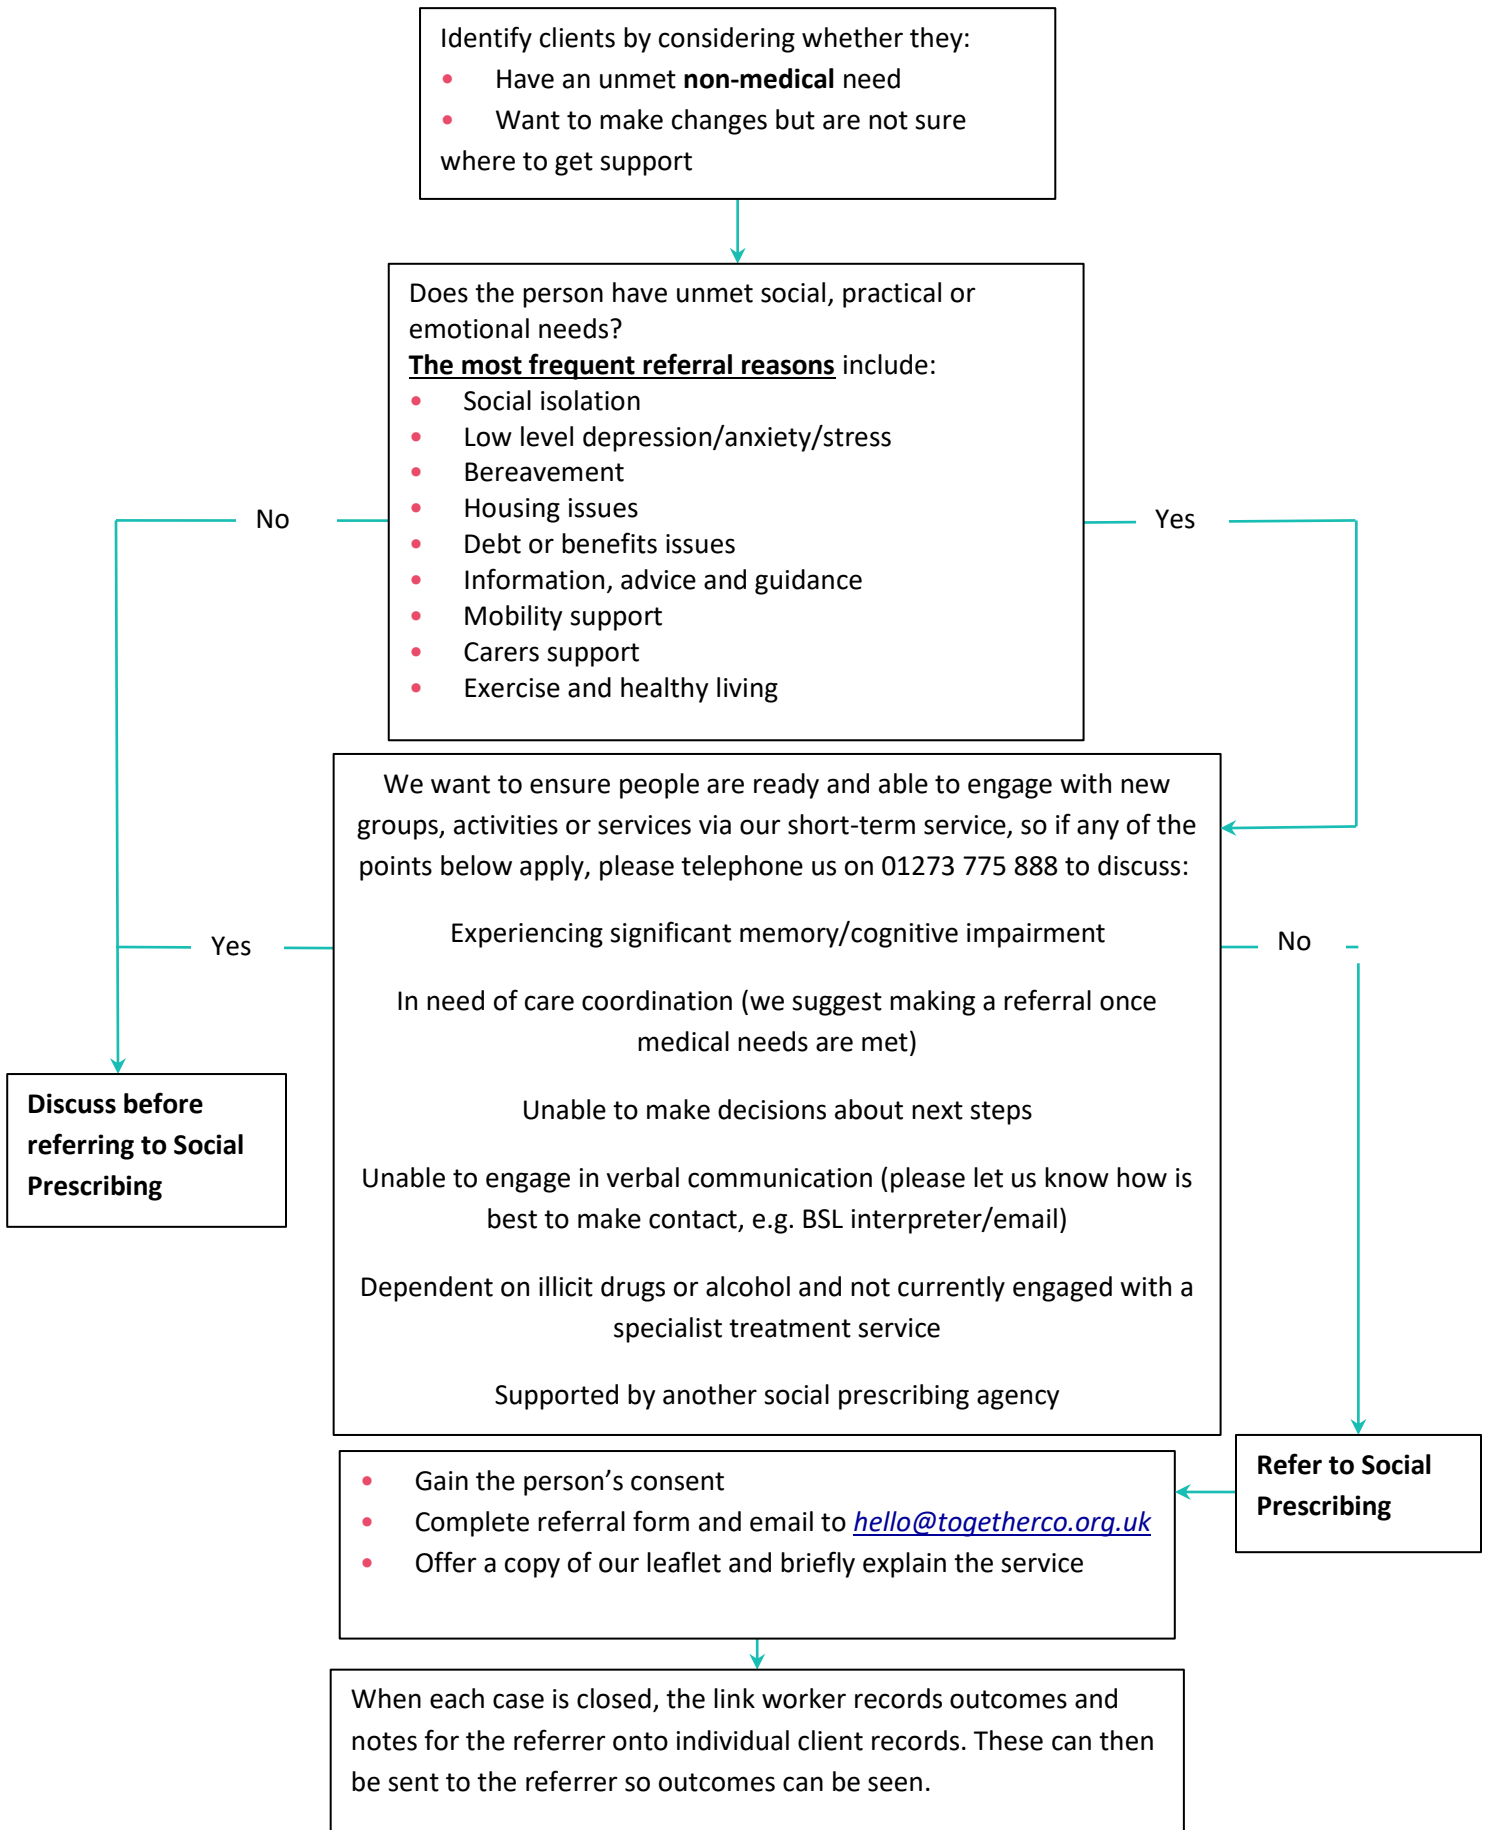 Identify clients by considering whether they:
• Have an unmet non-medical need
• Want to make changes but are not sure
where to get support
Does the person have unmet social, practical or
emotional needs?
The most frequent referral reasons include:
• Social isolation
• Low level depression/anxiety/stress
• Bereavement
• Housing issues
• Debt or benefits issues
• Information, advice and guidance
• Mobility support
• Carers support
• Exercise and healthy living
No
Yes
We want to ensure people are ready and able to engage with new
groups, activities or services via our short-term service, so if any of the
points below apply, please telephone us on 01273 775 888 to discuss:
Experiencing significant memory/cognitive impairment
In need of care coordination (we suggest making a referral once
medical needs are met)
Unable to make decisions about next steps
Unable to engage in verbal communication (please let us know how is
best to make contact, e.g. BSL interpreter/email)
Dependent on illicit drugs or alcohol and not currently engaged with a
specialist treatment service
Supported by another social prescribing agency
Yes
No
Discuss before
referring to Social
Prescribing
Refer to Social
Prescribing
• Gain the person’s consent
• Complete referral form and email to hello@togetherco.org.uk
• Offer a copy of our leaflet and briefly explain the service
When each case is closed, the link worker records outcomes and
notes for the referrer onto individual client records. These can then
be sent to the referrer so outcomes can be seen.